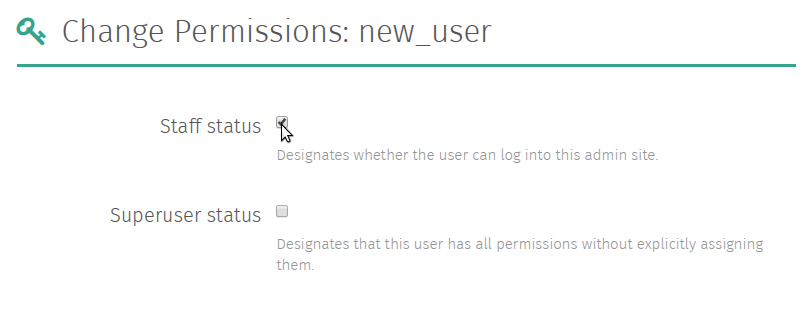 Change Permissions: new_user
Staff status
Designates whether the user can log into this admin site.
Superuser status
Designates that this user has all permissions without explicitly assigning
them.